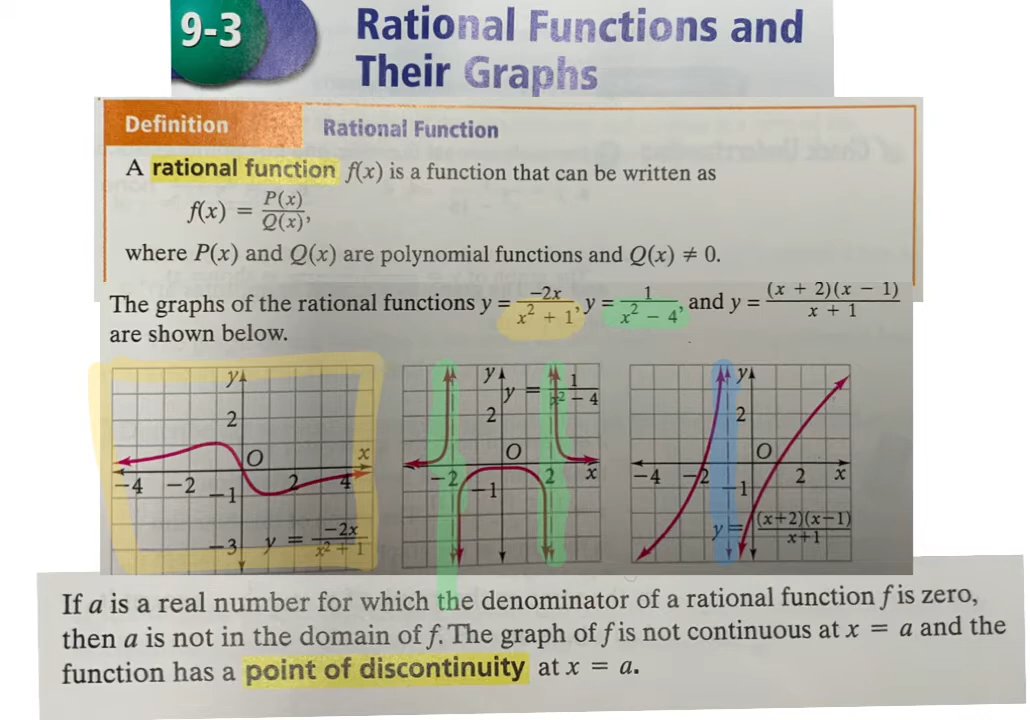 9-3
Rational Functions and
Their Graphs
Definition
Rational Function
A rational function f(x) is a function that can be written as
f(x) = P(x)/Q(x),
where P(x) and Q(x) are polynomial functions and Q(x) ≠ 0.
The graphs of the rational functions y = -2x/(x² + 1), y = 1/(x² - 4), and y = (x + 2)(x - 1)/(x + 1)
are shown below.
y
2
O
x
-4 -2 2 4
-1
-3
y = -2x/(x² + 1)
y
y = 1/(x² - 4)
2
O
-2 2 x
-1
y
2
O
-4 -2 2 x
-1
y = (x+2)(x-1)/(x+1)
If a is a real number for which the denominator of a rational function f is zero,
then a is not in the domain of f. The graph of f is not continuous at x = a and the
function has a point of discontinuity at x = a.